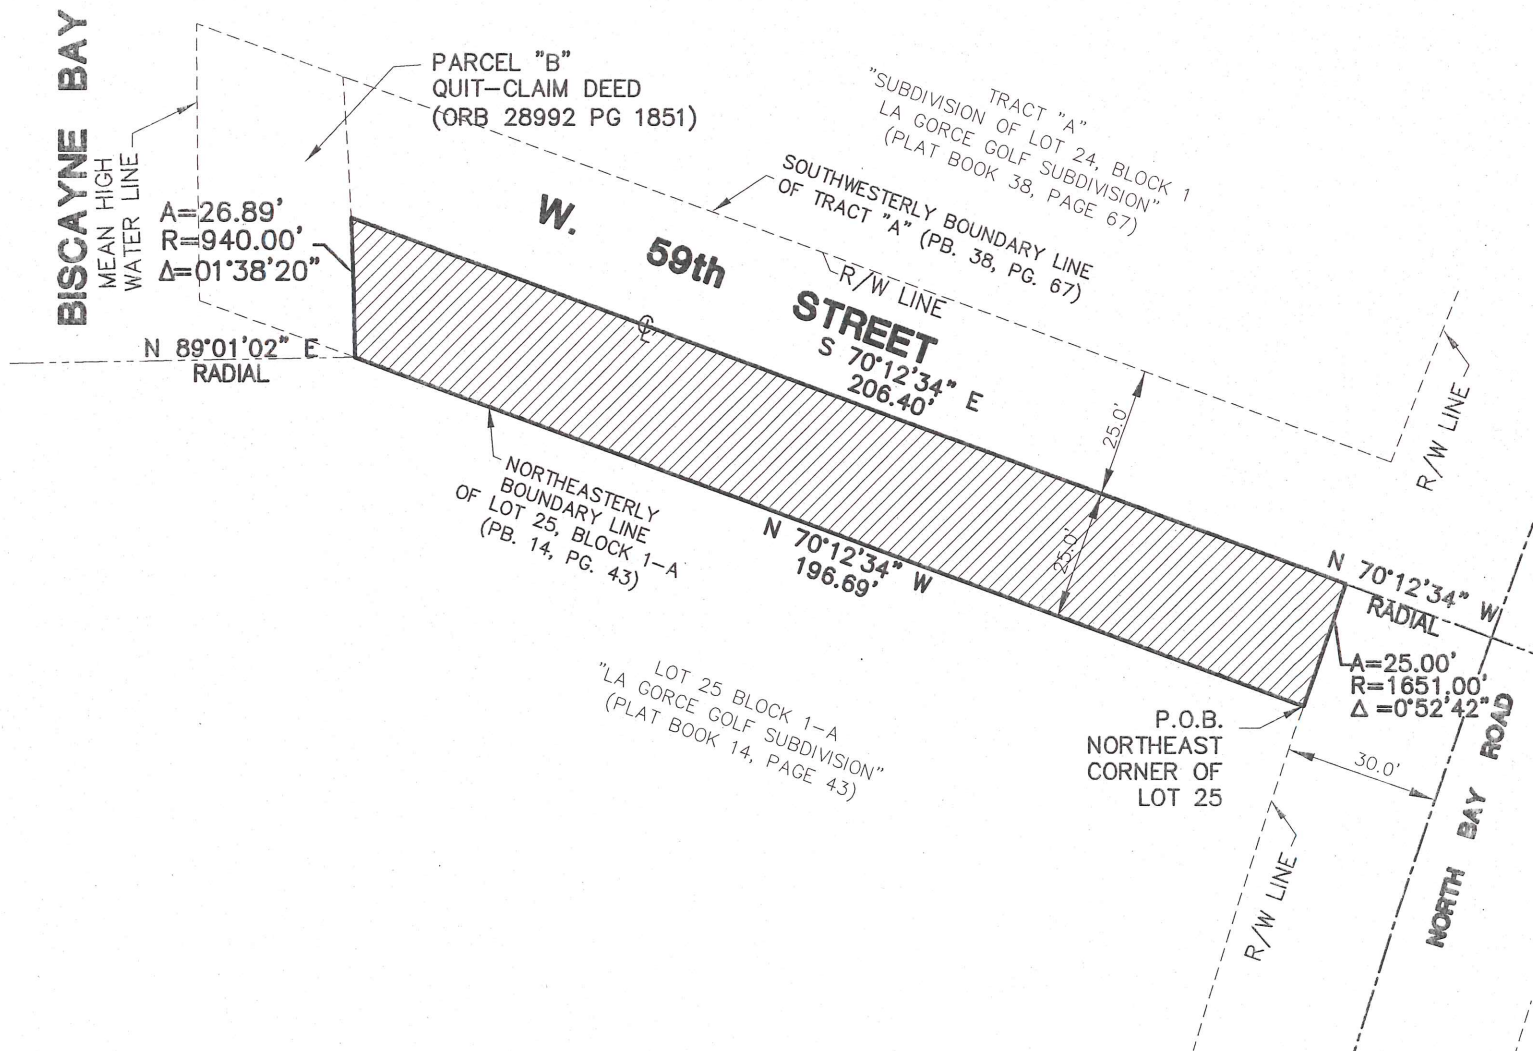 BISCAYNE BAY
MEAN HIGH
WATER LINE
PARCEL "B"
QUIT-CLAIM DEED
(ORB 28992 PG 1851)
TRACT "A"
"SUBDIVISION OF LOT 24, BLOCK 1
LA GORCE GOLF SUBDIVISION"
(PLAT BOOK 38, PAGE 67)
SOUTHWESTERLY BOUNDARY LINE
OF TRACT "A" (PB. 38, PG. 67)
A=26.89'
R=940.00'
Δ=01°38'20"
W. 59th STREET
R/W LINE
S 70°12'34" E
206.40'
N 89°01'02" E
RADIAL
℄
25.0'
25.0'
R/W LINE
NORTHEASTERLY
BOUNDARY LINE
OF LOT 25, BLOCK 1-A
(PB. 14, PG. 43)
N 70°12'34" W
196.69'
N 70°12'34" W
RADIAL
A=25.00'
R=1651.00'
Δ =0°52'42"
LOT 25 BLOCK 1-A
"LA GORCE GOLF SUBDIVISION"
(PLAT BOOK 14, PAGE 43)
P.O.B.
NORTHEAST
CORNER OF
LOT 25
30.0'
R/W LINE
NORTH BAY ROAD